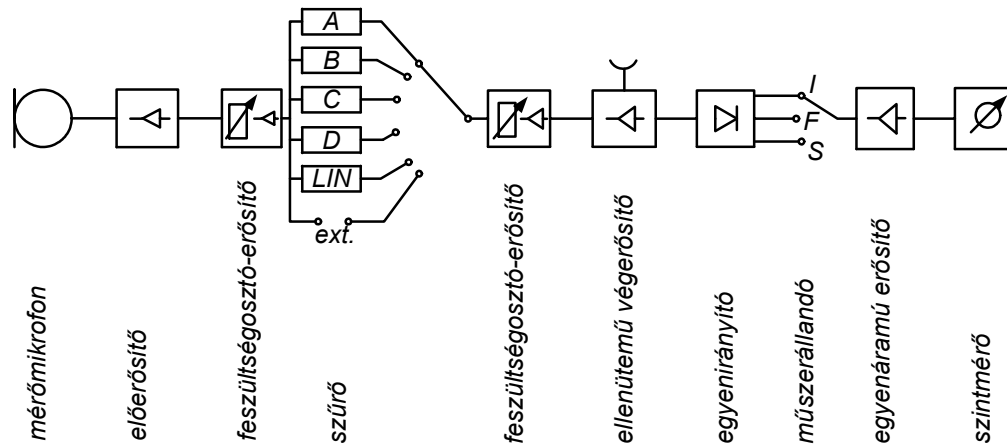 A
B
C
D
LIN
ext.
I
F
S
mérőmikrofon
előerősítő
feszültségosztó-erősítő
szűrő
feszültségosztó-erősítő
ellenütemű végerősítő
egyenirányító
műszerállandó
egyenáramú erősítő
szintmérő